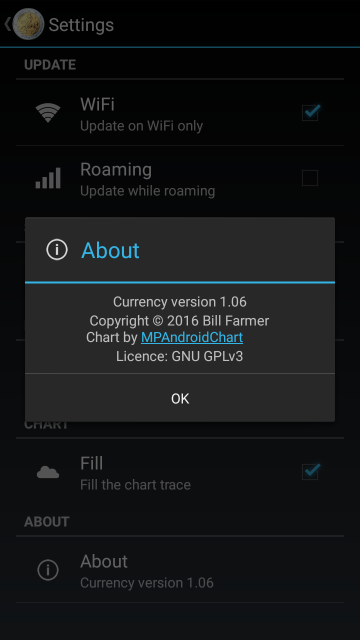 Settings
UPDATE
WiFi
Update on WiFi only
Roaming
Update while roaming
About
Currency version 1.06
Copyright © 2016 Bill Farmer
Chart by MPAndroidChart
Licence: GNU GPLv3
OK
CHART
Fill
Fill the chart trace
ABOUT
About
Currency version 1.06